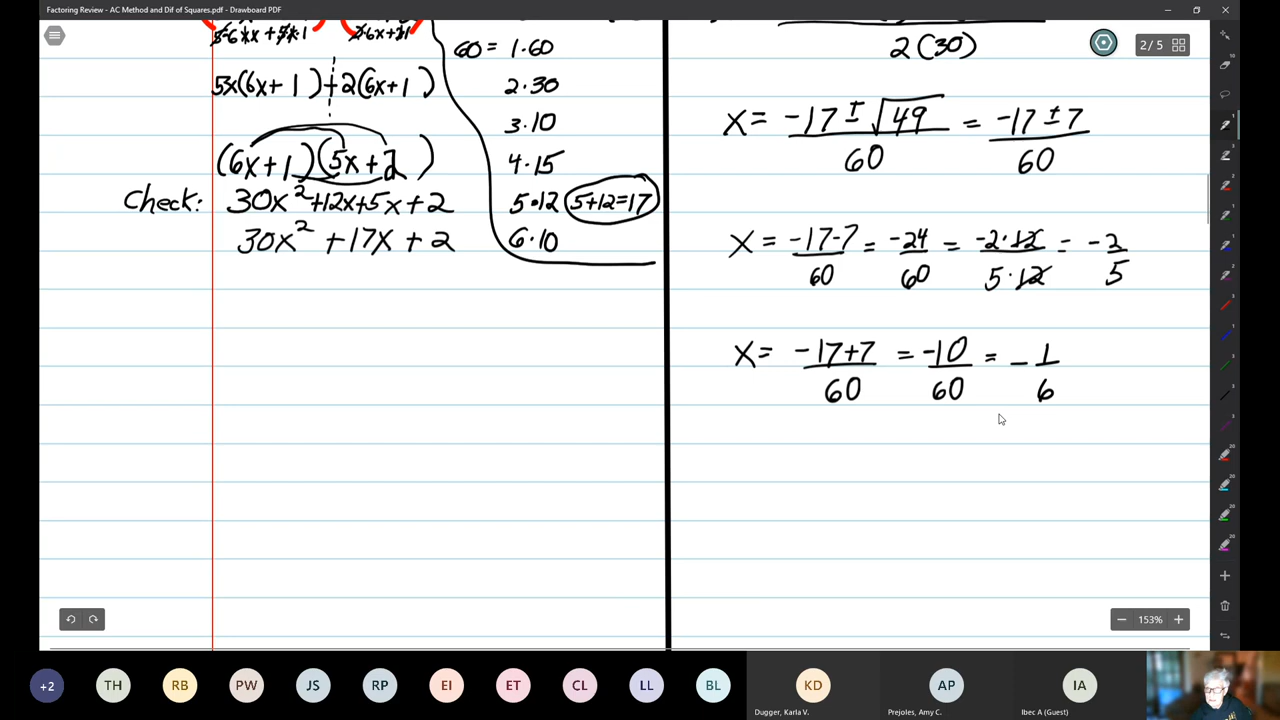 Factoring Review - AC Method and Dif of Squares.pdf - Drawboard PDF
2/5
5x(6x+1)+2(6x+1)
(6x+1)(5x+2)
Check: 30x²+12x+5x+2
30x²+17x+2
60 = 1·60
2·30
3·10
4·15
5·12 5+12=17
6·10
2(30)
x= -17±√49/60 = -17±7/60
x= -17-7/60 = -24/60 = -2·12/5·12 = -2/5
x= -17+7/60 = -10/60 = -1/6
153%
+2 TH RB PW JS RP EI ET CL LL BL KD AP IA
Dugger, Karla V. Prejoles, Amy C. Ibec A (Guest)